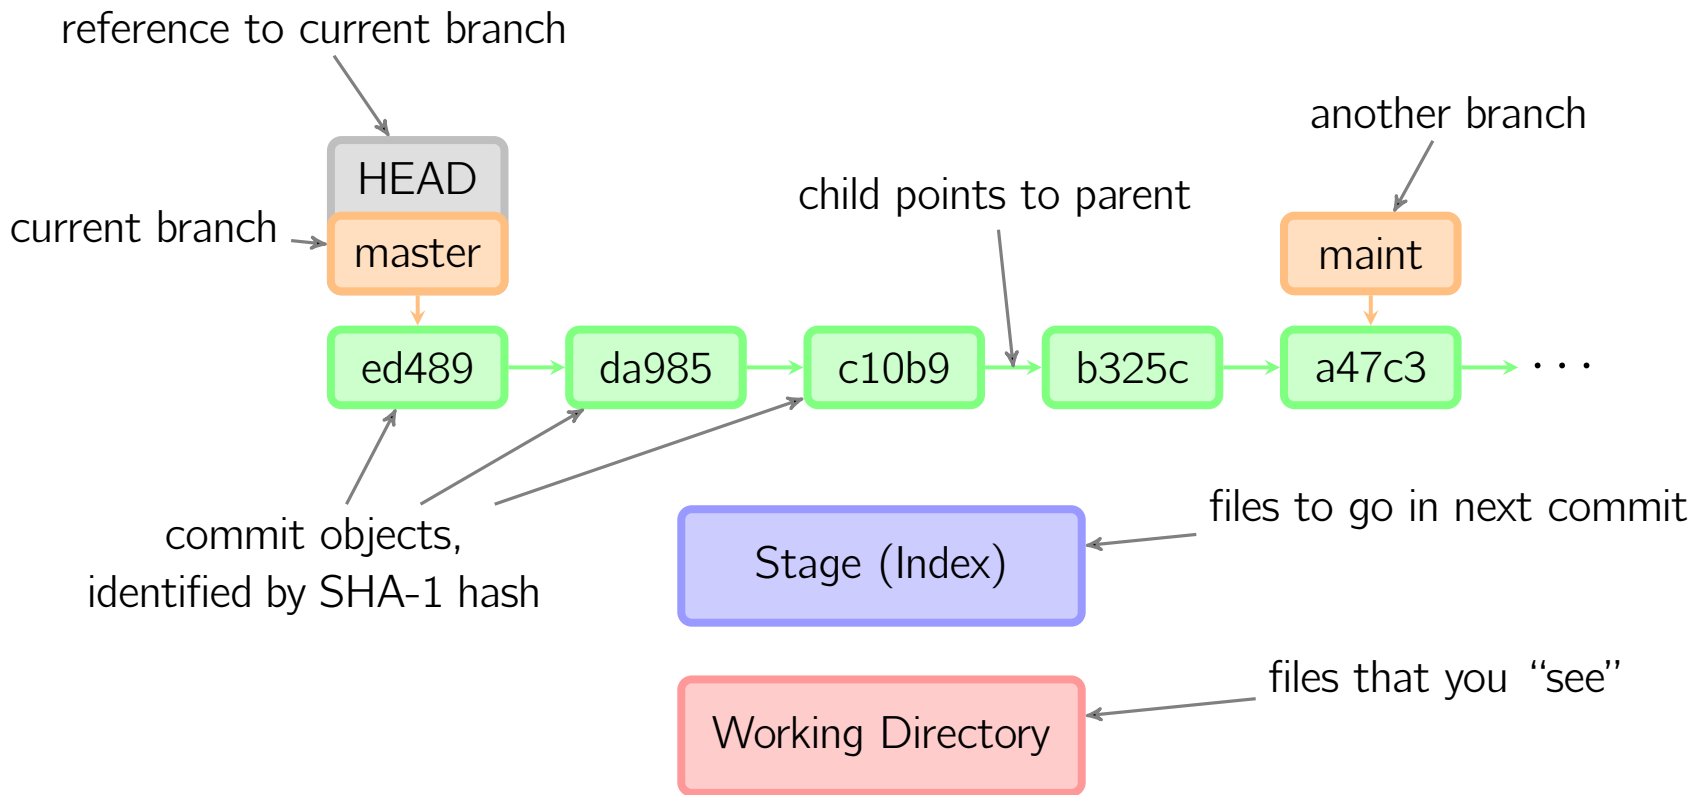 reference to current branch
another branch
HEAD
child points to parent
current branch
master
maint
ed489
da985
c10b9
b325c
a47c3
···
commit objects,
identified by SHA-1 hash
files to go in next commit
Stage (Index)
files that you “see”
Working Directory